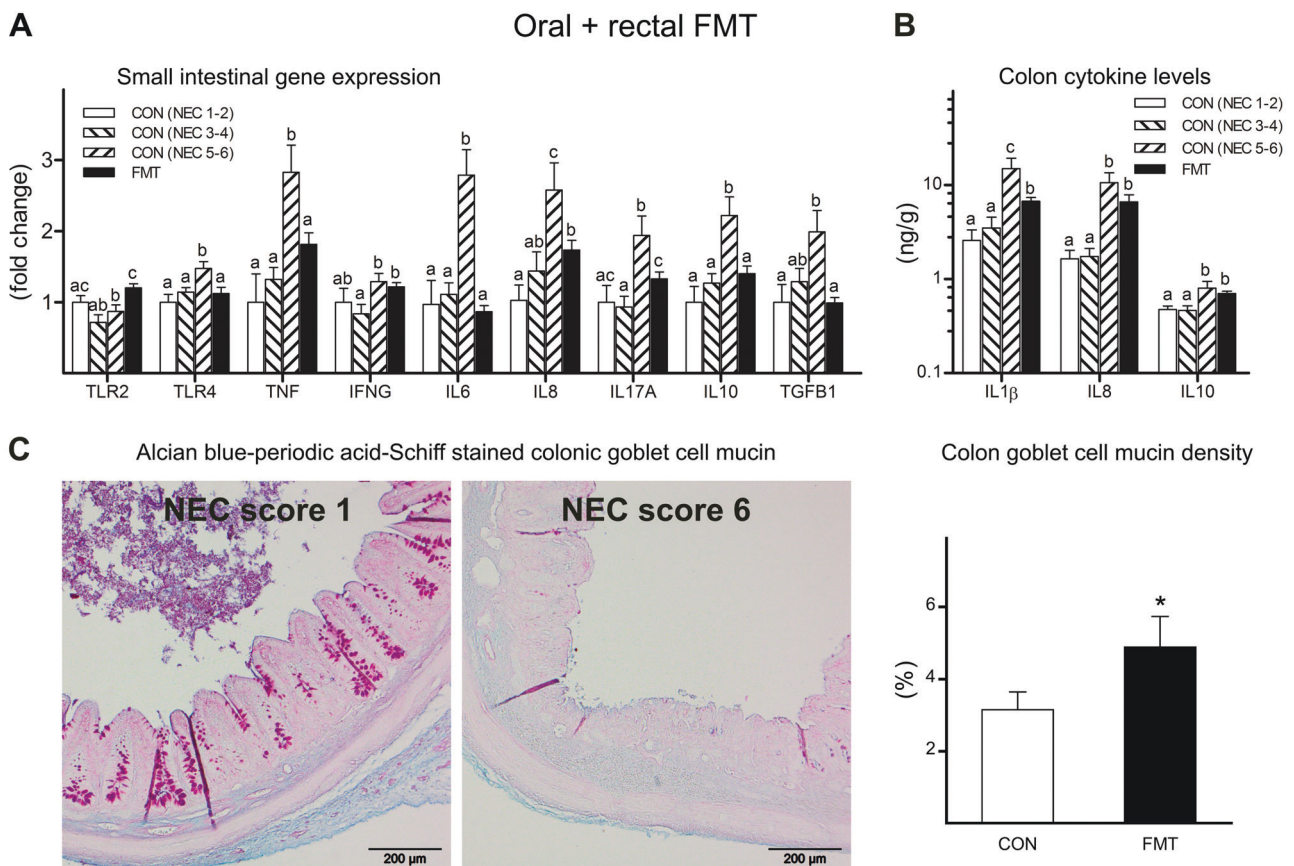 A
Oral + rectal FMT
B
Small intestinal gene expression
CON (NEC 1-2)
CON (NEC 3-4)
CON (NEC 5-6)
FMT
(fold change)
3
2
1
ac ab b c
a a b a
a a b a
ab a b b
a a b a
a ab c b
ac a b c
a a b a
a ab b a
TLR2 TLR4 TNF IFNG IL6 IL8 IL17A IL10 TGFB1
Colon cytokine levels
CON (NEC 1-2)
CON (NEC 3-4)
CON (NEC 5-6)
FMT
(ng/g)
10
1
0.1
a a c b
a a b b
a a b b
IL1β IL8 IL10
C
Alcian blue-periodic acid-Schiff stained colonic goblet cell mucin
NEC score 1
200 µm
NEC score 6
200 µm
Colon goblet cell mucin density
(%)
6
4
2
*
CON FMT